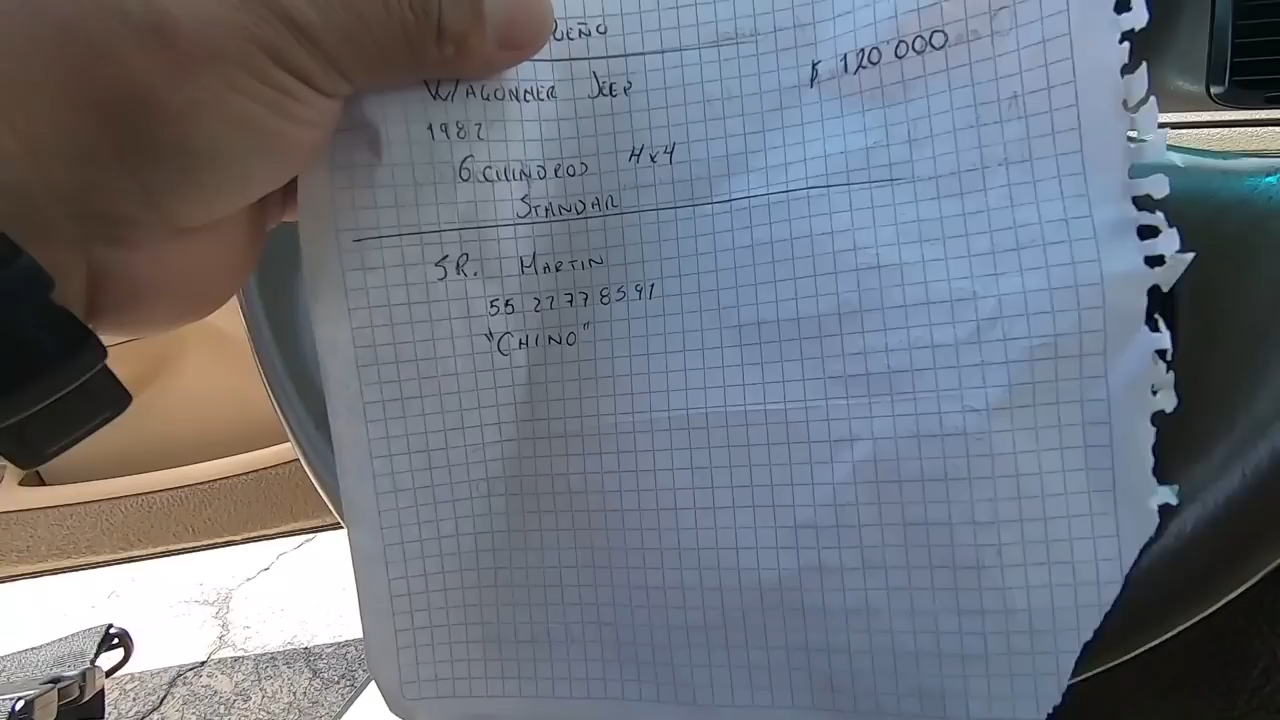 $ 120 000
WAGONNER JEEP
1982
6 CILINDROS 4x4
STANDAR
SR. MARTIN
55 27778591
"CHINO"